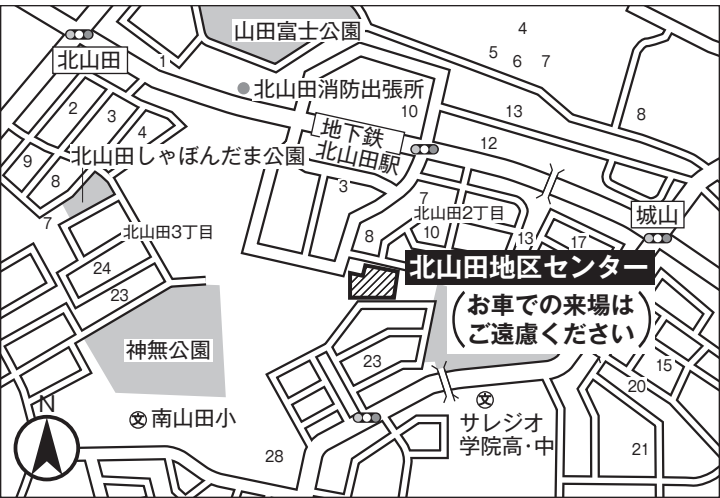 山田富士公園
4
5
6
7
北山田
1
北山田消防出張所
2
3
4
10
13
8
地下鉄
北山田駅
12
9
8
北山田しゃぼんだま公園
3
7
北山田2丁目
10
8
13
17
城山
7
北山田3丁目
24
23
北山田地区センター
(お車での来場は
ご遠慮ください)
神無公園
23
15
20
N
南山田小
文
サレジオ
学院高・中
文
28
21